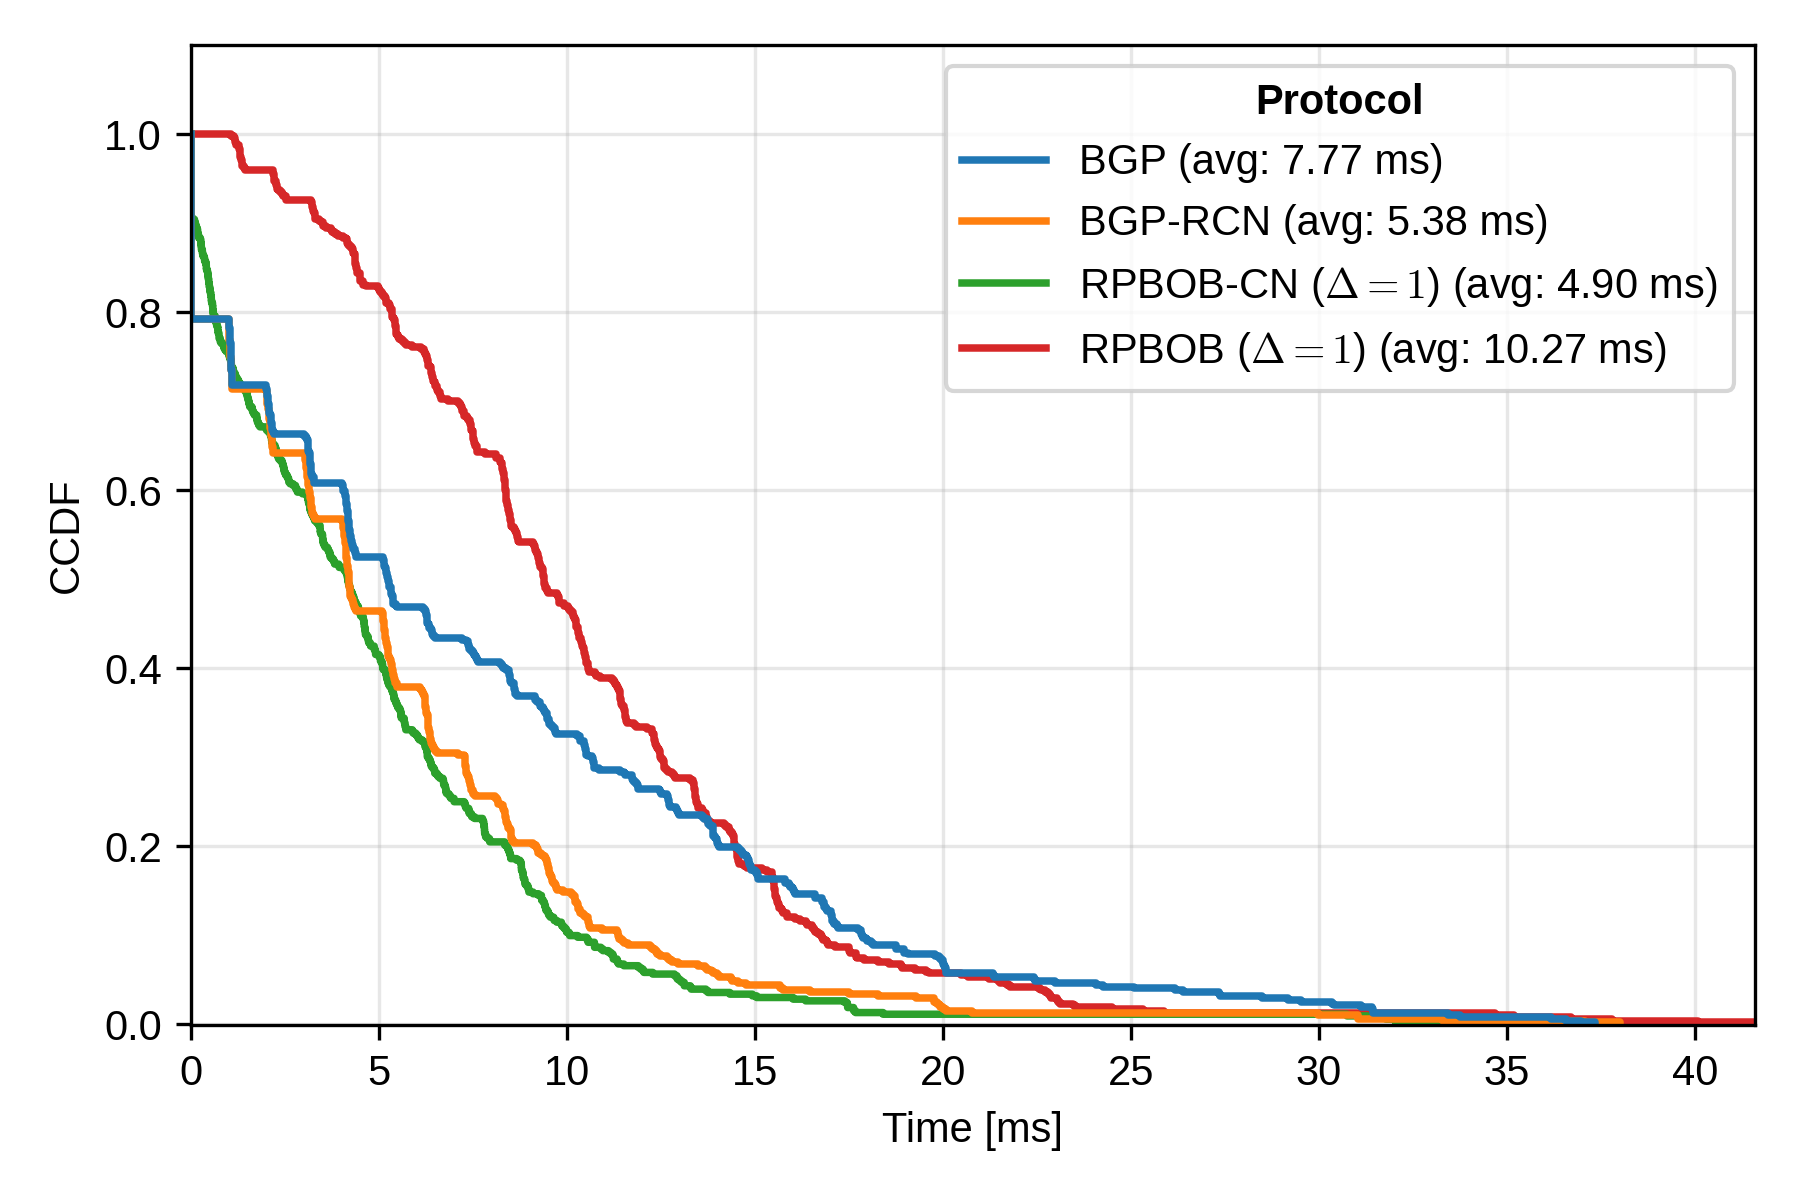 Protocol
BGP (avg: 7.77 ms)
BGP-RCN (avg: 5.38 ms)
RPBOB-CN (Δ = 1) (avg: 4.90 ms)
RPBOB (Δ = 1) (avg: 10.27 ms)
CCDF
1.0
0.8
0.6
0.4
0.2
0.0
0 5 10 15 20 25 30 35 40
Time [ms]